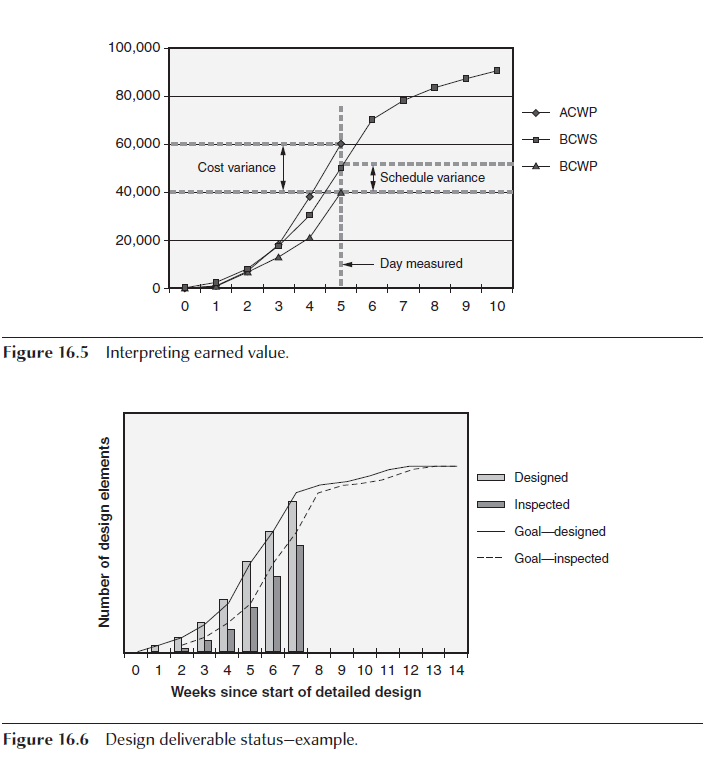 100,000
80,000
60,000
40,000
20,000
0
Cost variance
Schedule variance
Day measured
ACWP
BCWS
BCWP
0 1 2 3 4 5 6 7 8 9 10
Figure 16.5 Interpreting earned value.
Number of design elements
Designed
Inspected
Goal—designed
Goal—inspected
0 1 2 3 4 5 6 7 8 9 10 11 12 13 14
Weeks since start of detailed design
Figure 16.6 Design deliverable status—example.